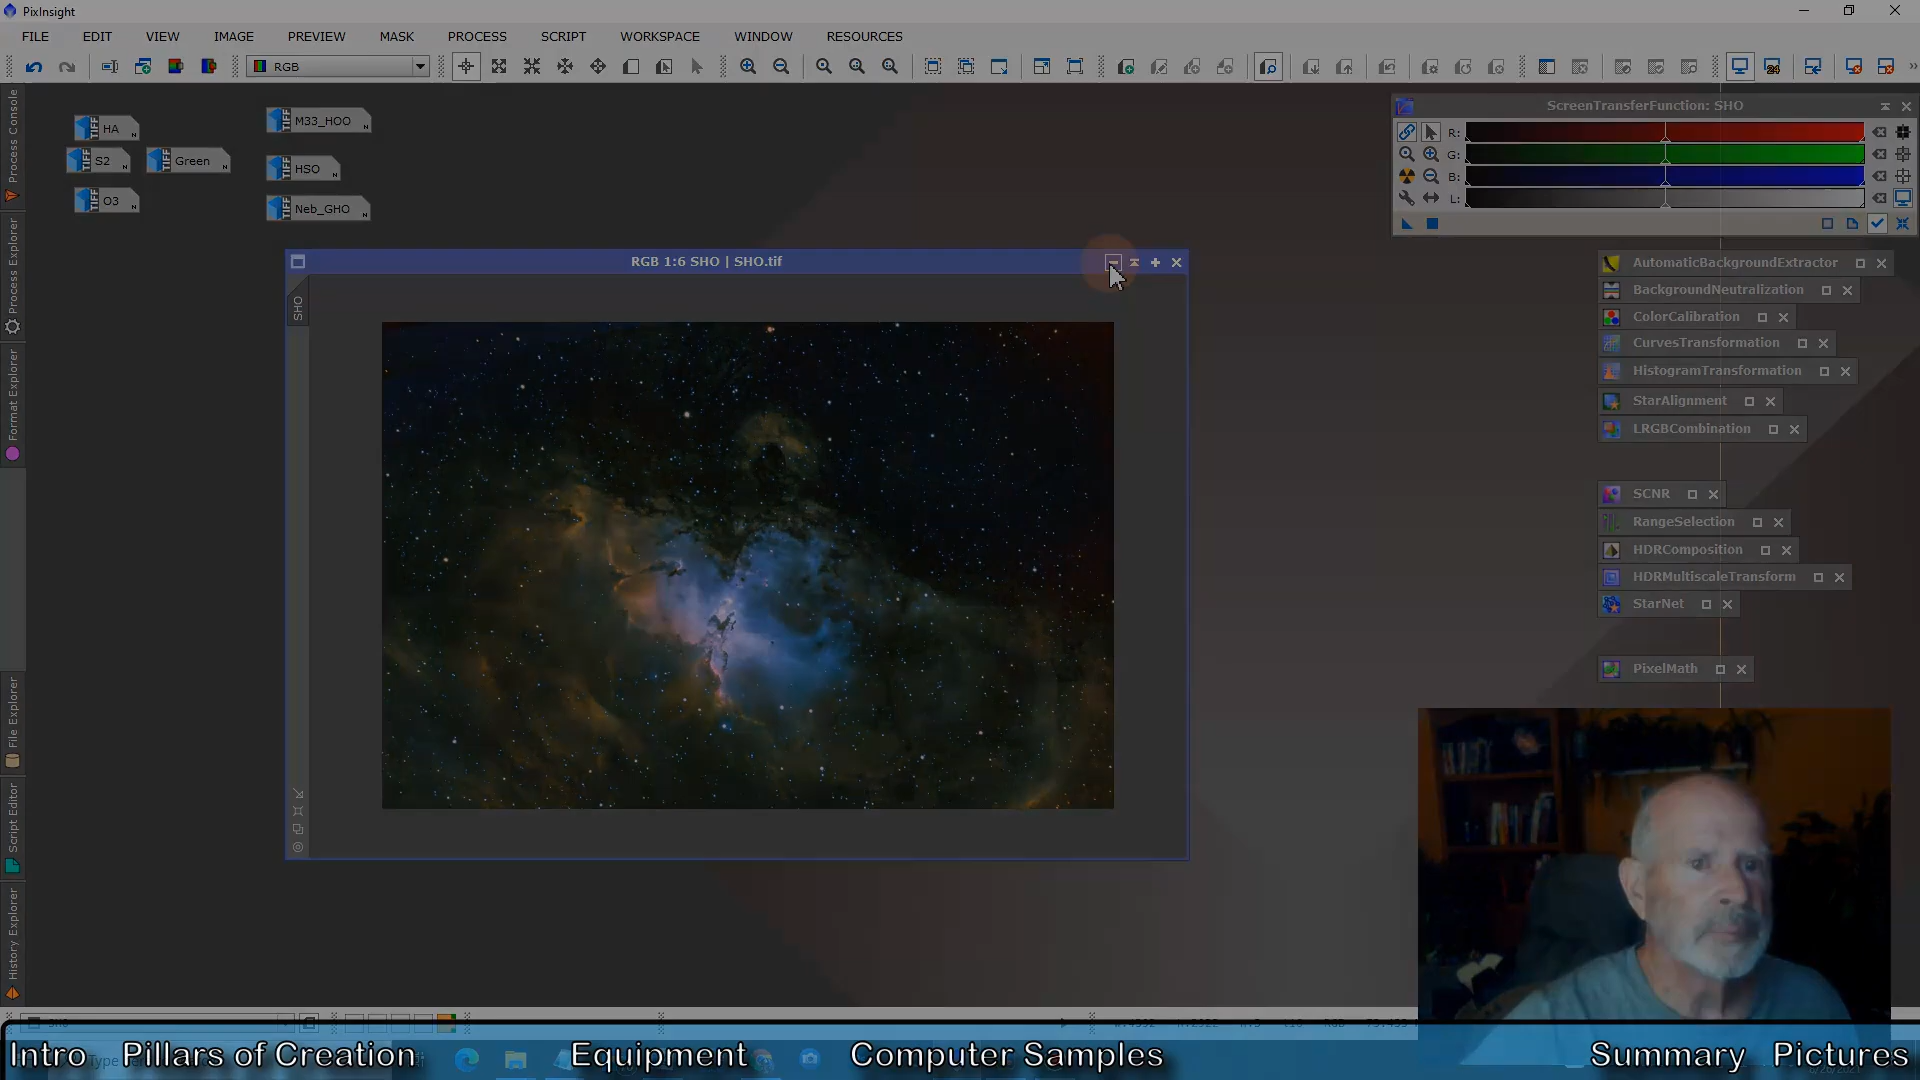 PixInsight
FILE EDIT VIEW IMAGE PREVIEW MASK PROCESS SCRIPT WORKSPACE WINDOW RESOURCES
RGB
Process Console
Process Explorer
Format Explorer
File Explorer
Script Editor
History Explorer
HA
S2
Green
O3
M33_HOO
HSO
Neb_GHO
RGB 1:6 SHO | SHO.tif
SHO
ScreenTransferFunction: SHO
R:
G:
B:
L:
AutomaticBackgroundExtractor
BackgroundNeutralization
ColorCalibration
CurvesTransformation
HistogramTransformation
StarAlignment
LRGBCombination
SCNR
RangeSelection
HDRComposition
HDRMultiscaleTransform
StarNet
PixelMath
Intro Pillars of Creation Equipment Computer Samples Summary Pictures